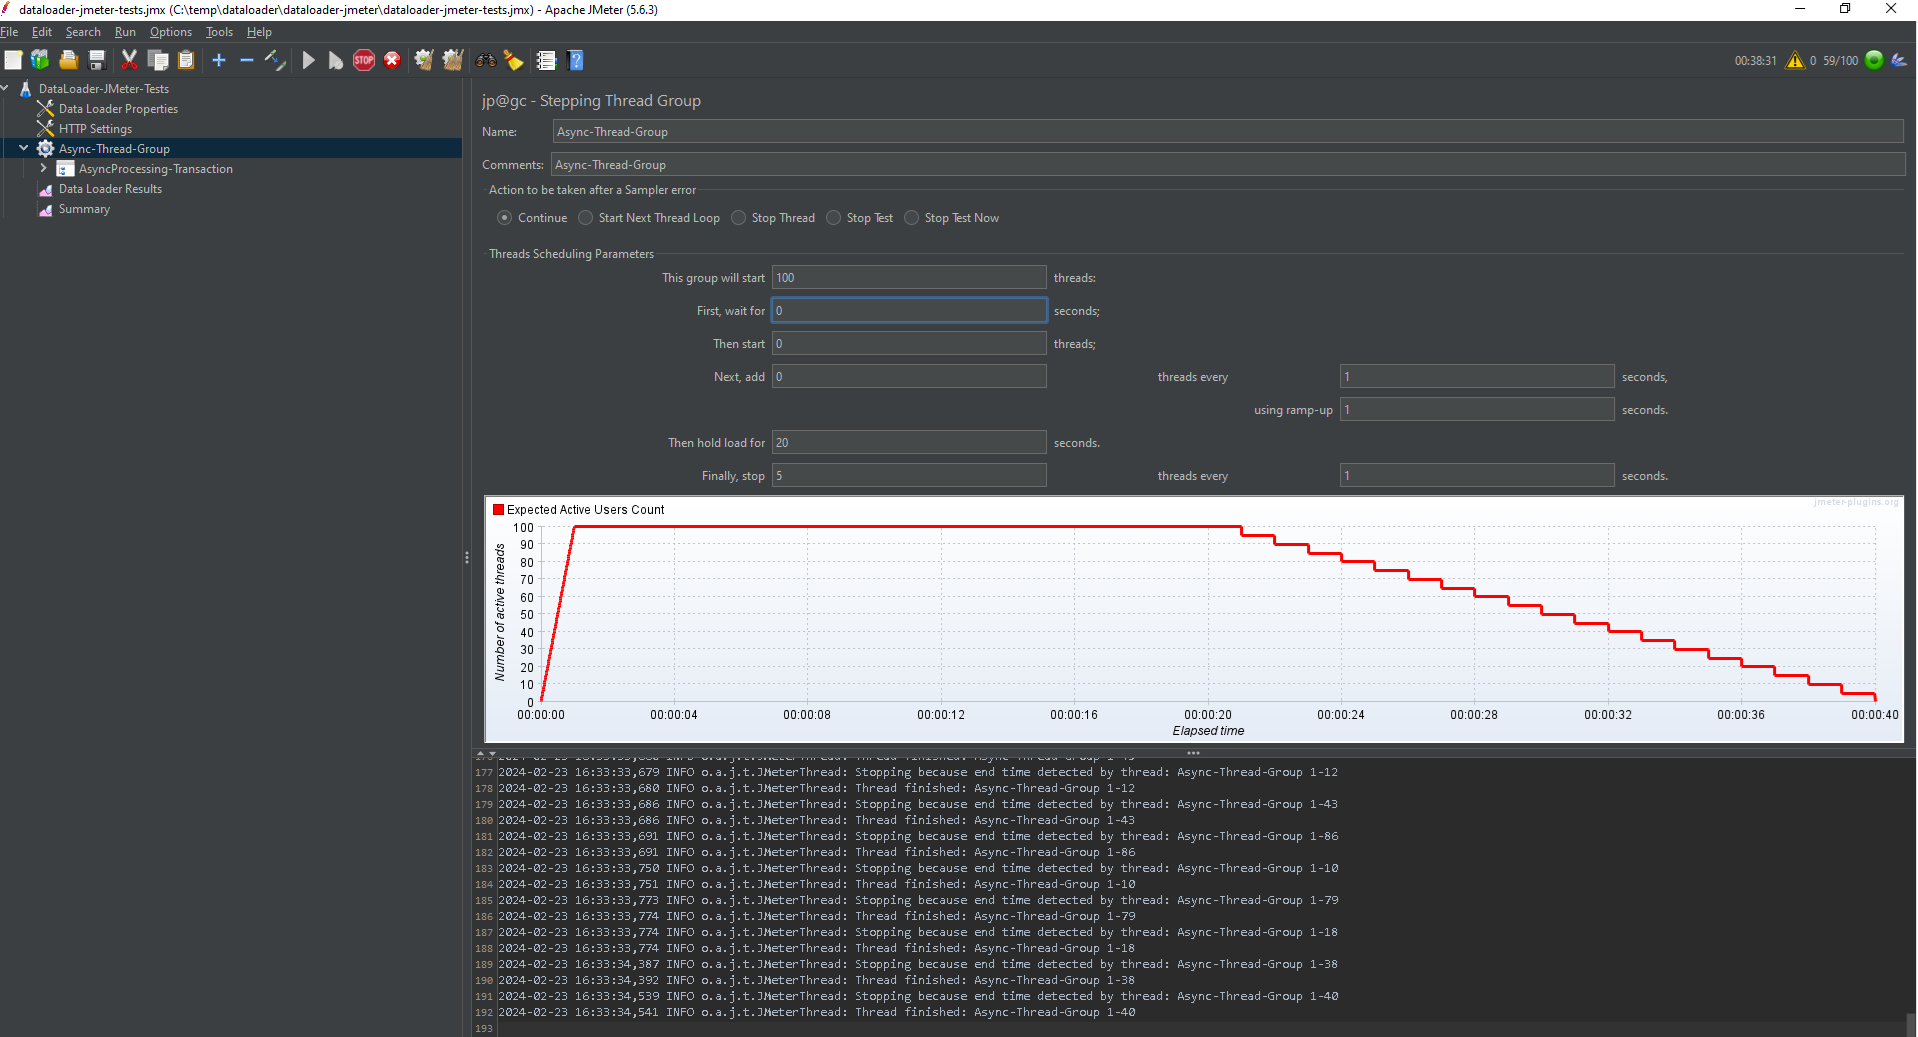 dataloader-jmeter-tests.jmx (C:\temp\dataloader\dataloader-jmeter\dataloader-jmeter-tests.jmx) - Apache JMeter (5.6.3)
File Edit Search Run Options Tools Help
STOP
00:38:31 0 59/100
DataLoader-JMeter-Tests
Data Loader Properties
HTTP Settings
Async-Thread-Group
AsyncProcessing-Transaction
Data Loader Results
Summary
jp@gc - Stepping Thread Group
Name: Async-Thread-Group
Comments: Async-Thread-Group
Action to be taken after a Sampler error
Continue Start Next Thread Loop Stop Thread Stop Test Stop Test Now
Threads Scheduling Parameters
This group will start 100 threads:
First, wait for 0 seconds;
Then start 0 threads;
Next, add 0 threads every 1 seconds,
using ramp-up 1 seconds.
Then hold load for 20 seconds.
Finally, stop 5 threads every 1 seconds.
jmeter-plugins.org
Expected Active Users Count
Number of active threads
100
90
80
70
60
50
40
30
20
10
0
00:00:00 00:00:04 00:00:08 00:00:12 00:00:16 00:00:20 00:00:24 00:00:28 00:00:32 00:00:36 00:00:40
Elapsed time
177 2024-02-23 16:33:33,679 INFO o.a.j.t.JMeterThread: Stopping because end time detected by thread: Async-Thread-Group 1-12
178 2024-02-23 16:33:33,680 INFO o.a.j.t.JMeterThread: Thread finished: Async-Thread-Group 1-12
179 2024-02-23 16:33:33,686 INFO o.a.j.t.JMeterThread: Stopping because end time detected by thread: Async-Thread-Group 1-43
180 2024-02-23 16:33:33,686 INFO o.a.j.t.JMeterThread: Thread finished: Async-Thread-Group 1-43
181 2024-02-23 16:33:33,691 INFO o.a.j.t.JMeterThread: Stopping because end time detected by thread: Async-Thread-Group 1-86
182 2024-02-23 16:33:33,691 INFO o.a.j.t.JMeterThread: Thread finished: Async-Thread-Group 1-86
183 2024-02-23 16:33:33,750 INFO o.a.j.t.JMeterThread: Stopping because end time detected by thread: Async-Thread-Group 1-10
184 2024-02-23 16:33:33,751 INFO o.a.j.t.JMeterThread: Thread finished: Async-Thread-Group 1-10
185 2024-02-23 16:33:33,773 INFO o.a.j.t.JMeterThread: Stopping because end time detected by thread: Async-Thread-Group 1-79
186 2024-02-23 16:33:33,774 INFO o.a.j.t.JMeterThread: Thread finished: Async-Thread-Group 1-79
187 2024-02-23 16:33:33,774 INFO o.a.j.t.JMeterThread: Stopping because end time detected by thread: Async-Thread-Group 1-18
188 2024-02-23 16:33:33,774 INFO o.a.j.t.JMeterThread: Thread finished: Async-Thread-Group 1-18
189 2024-02-23 16:33:34,387 INFO o.a.j.t.JMeterThread: Stopping because end time detected by thread: Async-Thread-Group 1-38
190 2024-02-23 16:33:34,392 INFO o.a.j.t.JMeterThread: Thread finished: Async-Thread-Group 1-38
191 2024-02-23 16:33:34,539 INFO o.a.j.t.JMeterThread: Stopping because end time detected by thread: Async-Thread-Group 1-40
192 2024-02-23 16:33:34,541 INFO o.a.j.t.JMeterThread: Thread finished: Async-Thread-Group 1-40
193